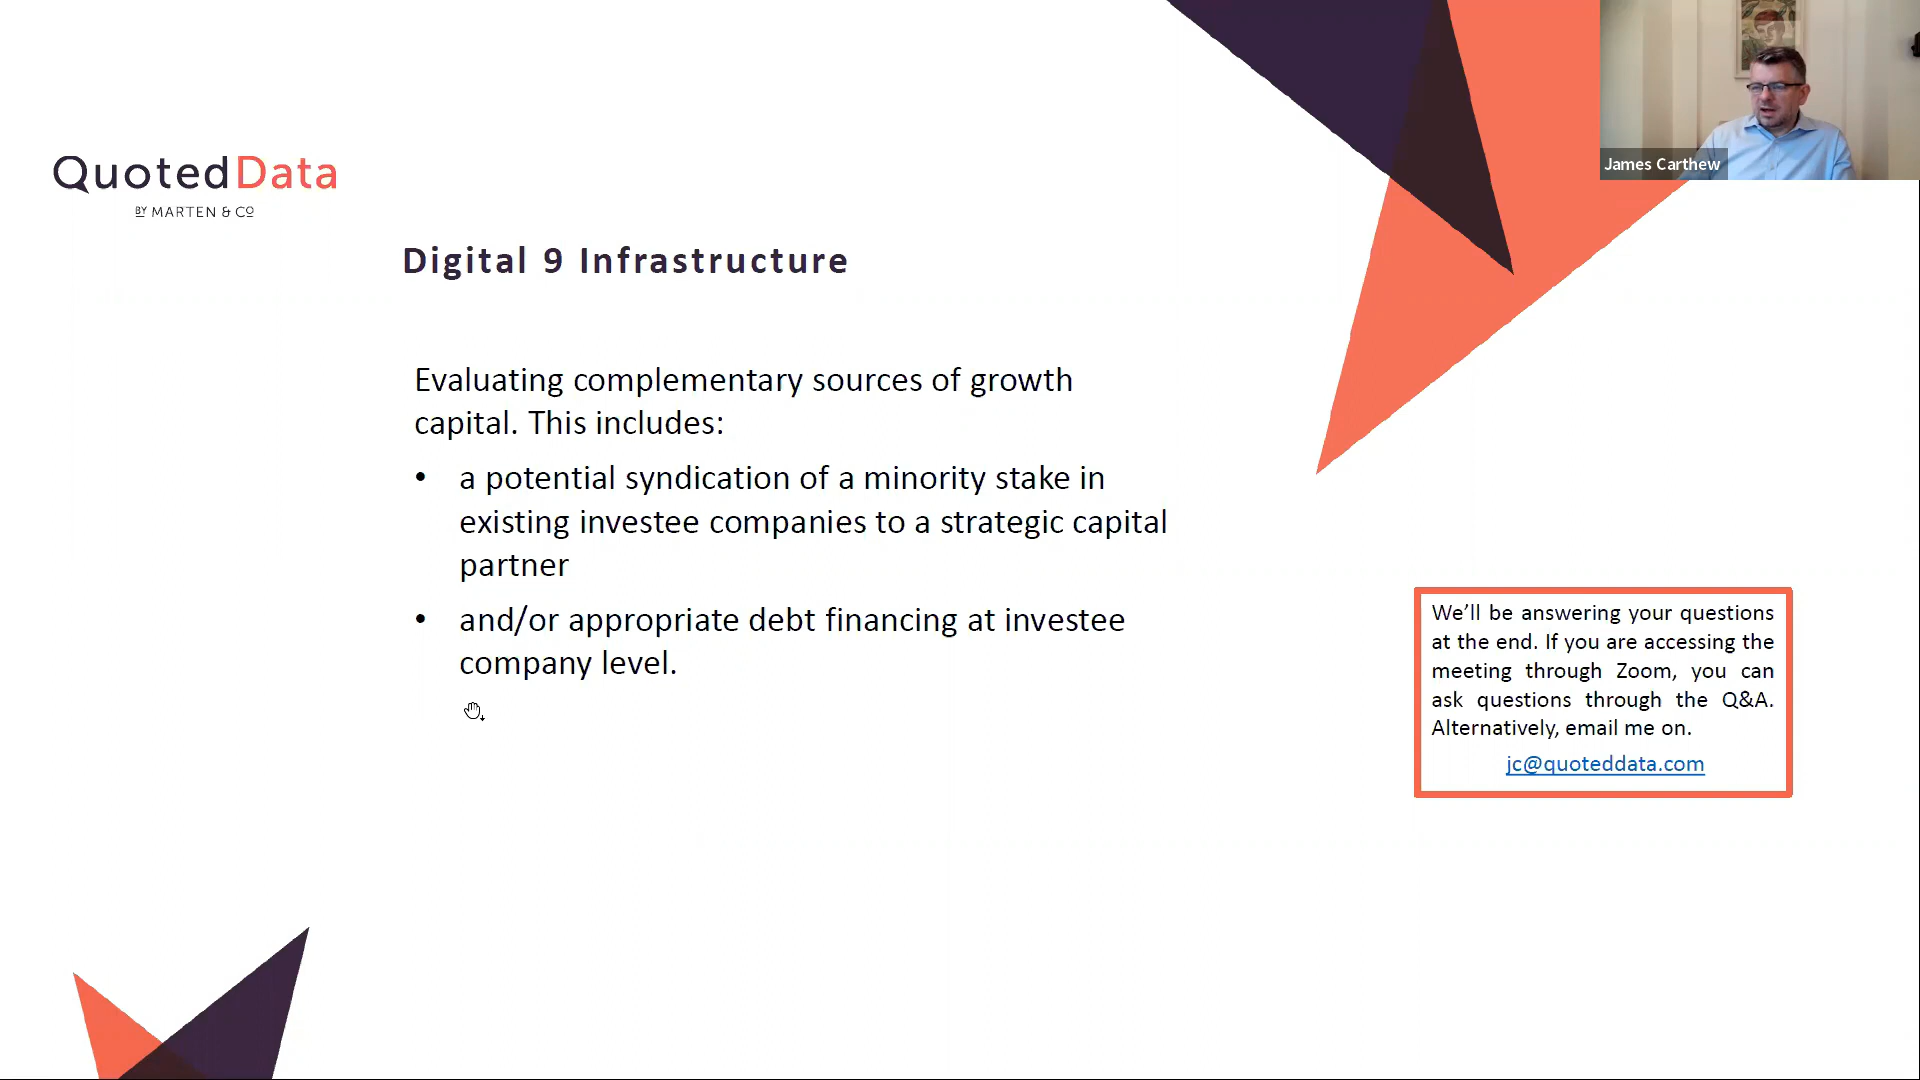 QuotedData
BY MARTEN & CO
James Carthew
Digital 9 Infrastructure
Evaluating complementary sources of growth
capital. This includes:
• a potential syndication of a minority stake in
existing investee companies to a strategic capital
partner
• and/or appropriate debt financing at investee
company level.
We’ll be answering your questions
at the end. If you are accessing the
meeting through Zoom, you can
ask questions through the Q&A.
Alternatively, email me on.
jc@quoteddata.com